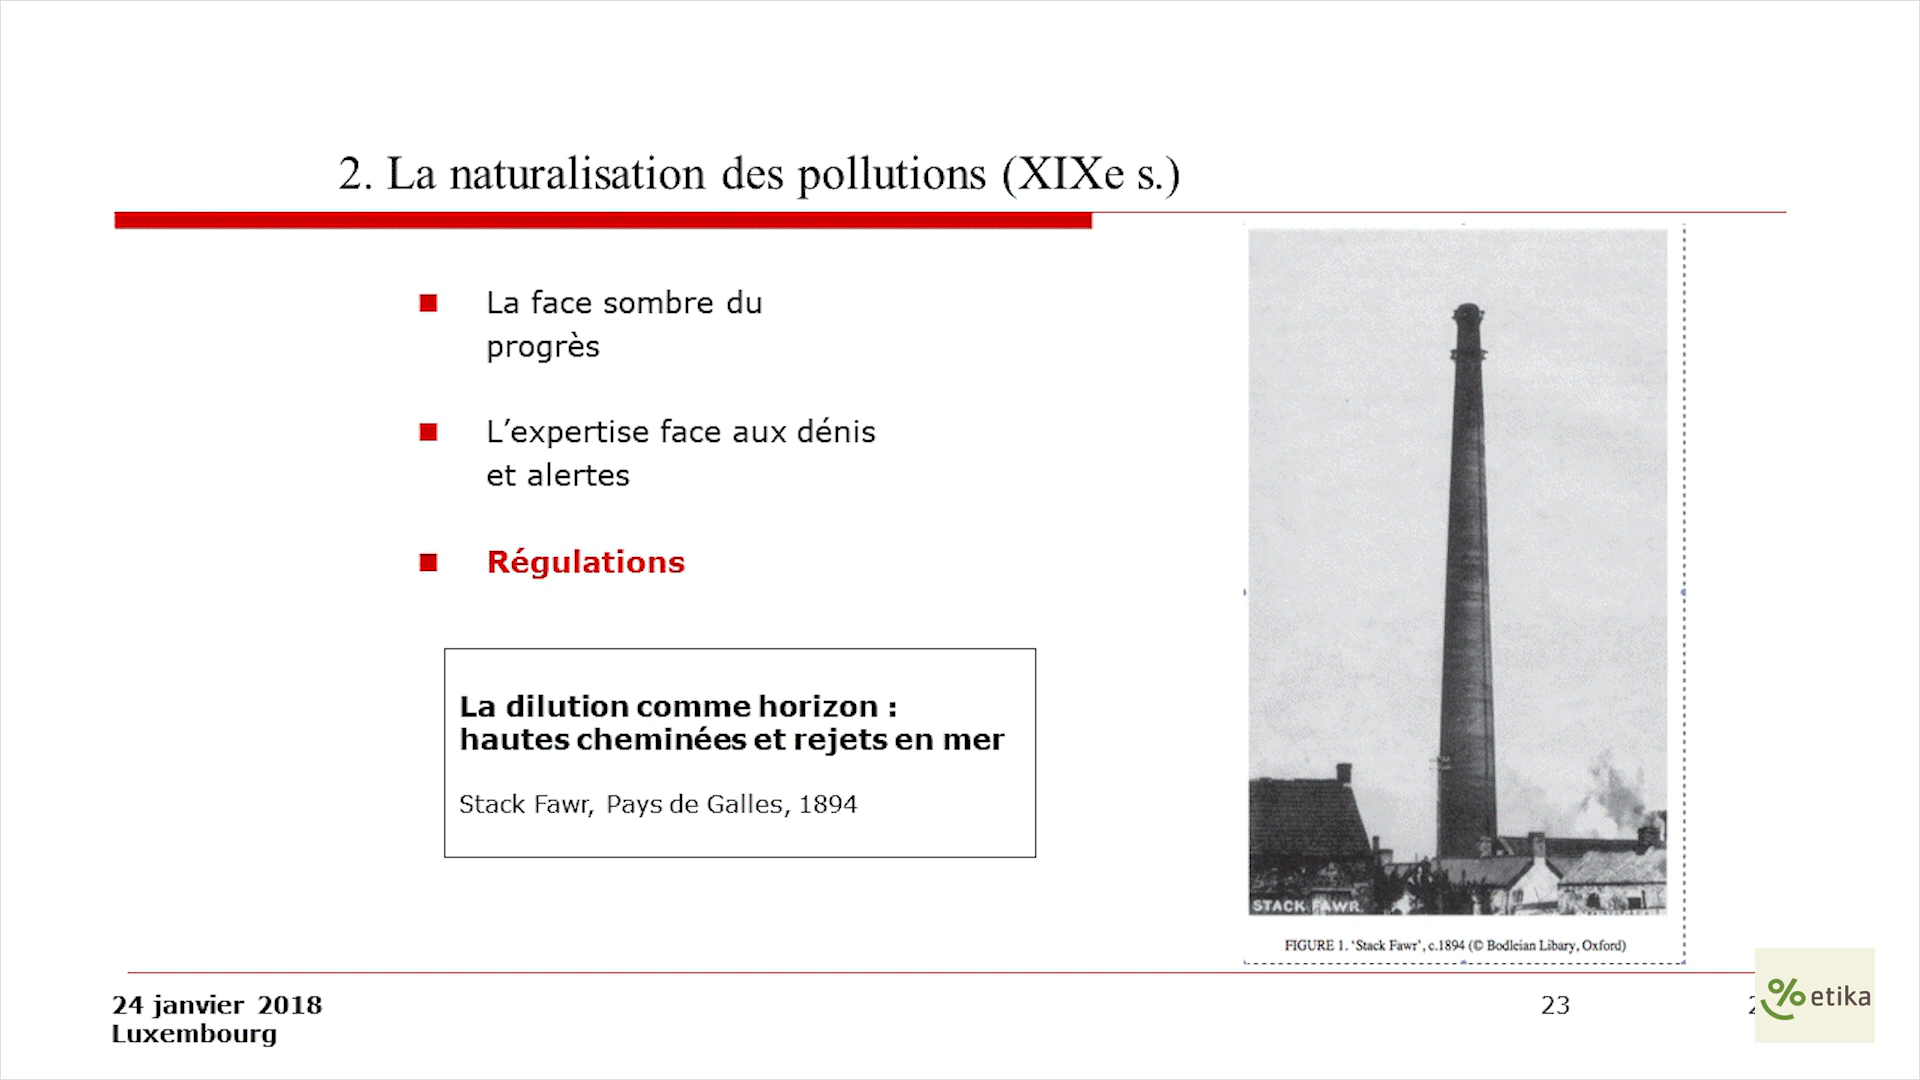 2. La naturalisation des pollutions (XIXe s.)
La face sombre du
progrès
L’expertise face aux dénis
et alertes
Régulations
La dilution comme horizon :
hautes cheminées et rejets en mer
Stack Fawr, Pays de Galles, 1894
STACK FAWR.
FIGURE 1. ‘Stack Fawr’, c.1894 (© Bodleian Libary, Oxford)
24 janvier 2018
Luxembourg
23
% etika